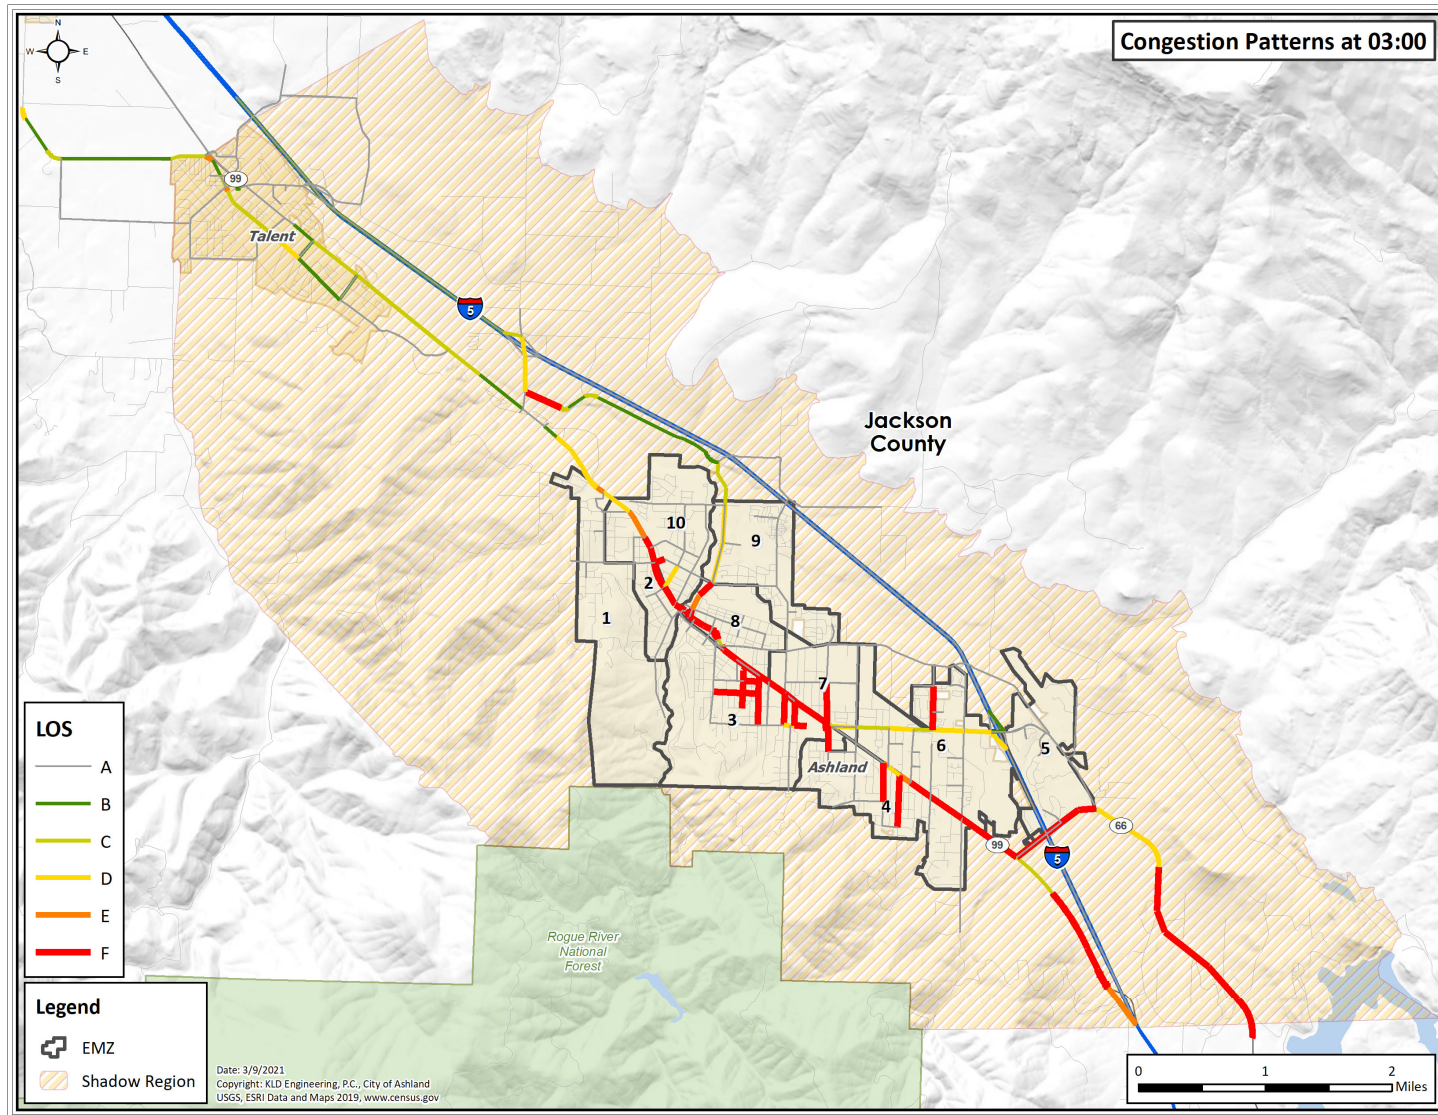 Congestion Patterns at 03:00
N
W E
S
99
Talent
5
Jackson
County
10
9
2
1
8
7
3
6
5
Ashland
4
66
99
5
LOS
A
B
C
D
E
F
Rogue River
National
Forest
Legend
EMZ
Shadow Region
Date: 3/9/2021
Copyright: KLD Engineering, P.C., City of Ashland
USGS, ESRI Data and Maps 2019, www.census.gov
0 1 2
Miles